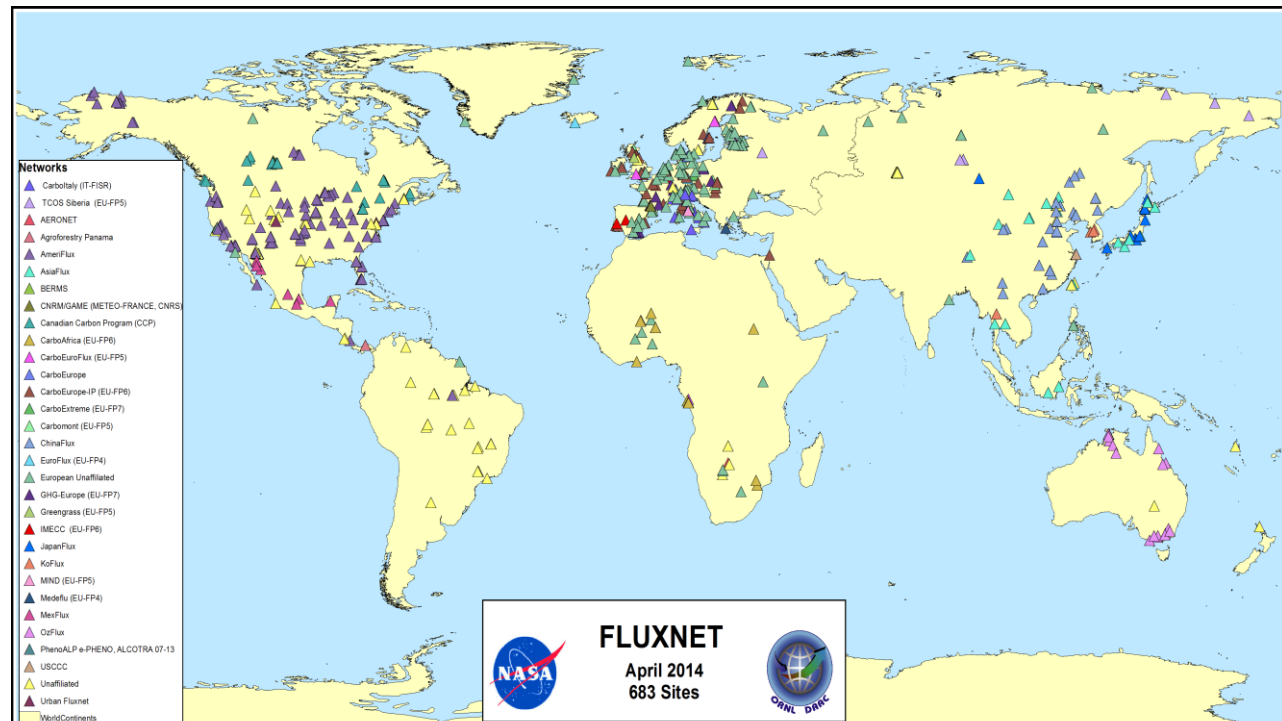 Networks
CarboItaly (IT-FISR)
TCOS Siberia (EU-FP5)
AERONET
Agroforestry Panama
AmeriFlux
AsiaFlux
BERMS
CNRM/GAME (METEO-FRANCE, CNRS)
Canadian Carbon Program (CCP)
CarboAfrica (EU-FP6)
CarboEuroFlux (EU-FP5)
CarboEurope
CarboEurope-IP (EU-FP6)
CarboExtreme (EU-FP7)
Carbomont (EU-FP5)
ChinaFlux
EuroFlux (EU-FP4)
European Unaffiliated
GHG-Europe (EU-FP7)
Greengrass (EU-FP5)
IMECC (EU-FP6)
JapanFlux
KoFlux
MIND (EU-FP5)
Medeflu (EU-FP4)
MexFlux
OzFlux
PhenoALP e-PHENO, ALCOTRA 07-13
USCCC
Unaffiliated
Urban Fluxnet
WorldContinents
NASA
FLUXNET
April 2014
683 Sites
ORNL DAAC